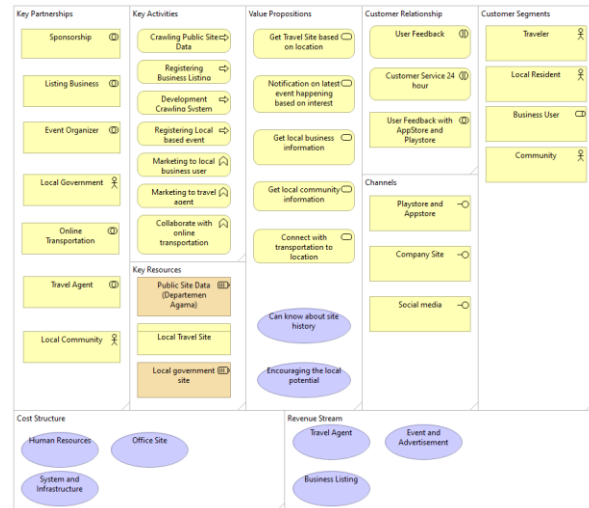 Key Partnerships
Sponsorship
Listing Business
Event Organizer
Local Government
Online
Transportation
Travel Agent
Local Community
Key Activities
Crawling Public Site
Data
Registering
Business Listing
Development
Crawling System
Registering Local
based event
Marketing to local
business user
Marketing to travel
agent
Collaborate with
online
transportation
Key Resources
Public Site Data
(Departemen
Agama)
Local Travel Site
Local government
site
Value Propositions
Get Travel Site based
on location
Notification on latest
event happening
based on interest
Get local business
information
Get local community
information
Connect with
transportation to
location
Can know about site
history
Encouraging the local
potential
Customer Relationship
User Feedback
Customer Service 24
hour
User Feedback with
AppStore and
Playstore
Channels
Playstore and
Appstore
Company Site
Social media
Customer Segments
Traveler
Local Resident
Business User
Community
Cost Structure
Human Resources
Office Site
System and
Infrastructure
Revenue Stream
Travel Agent
Event and
Advertisement
Business Listing